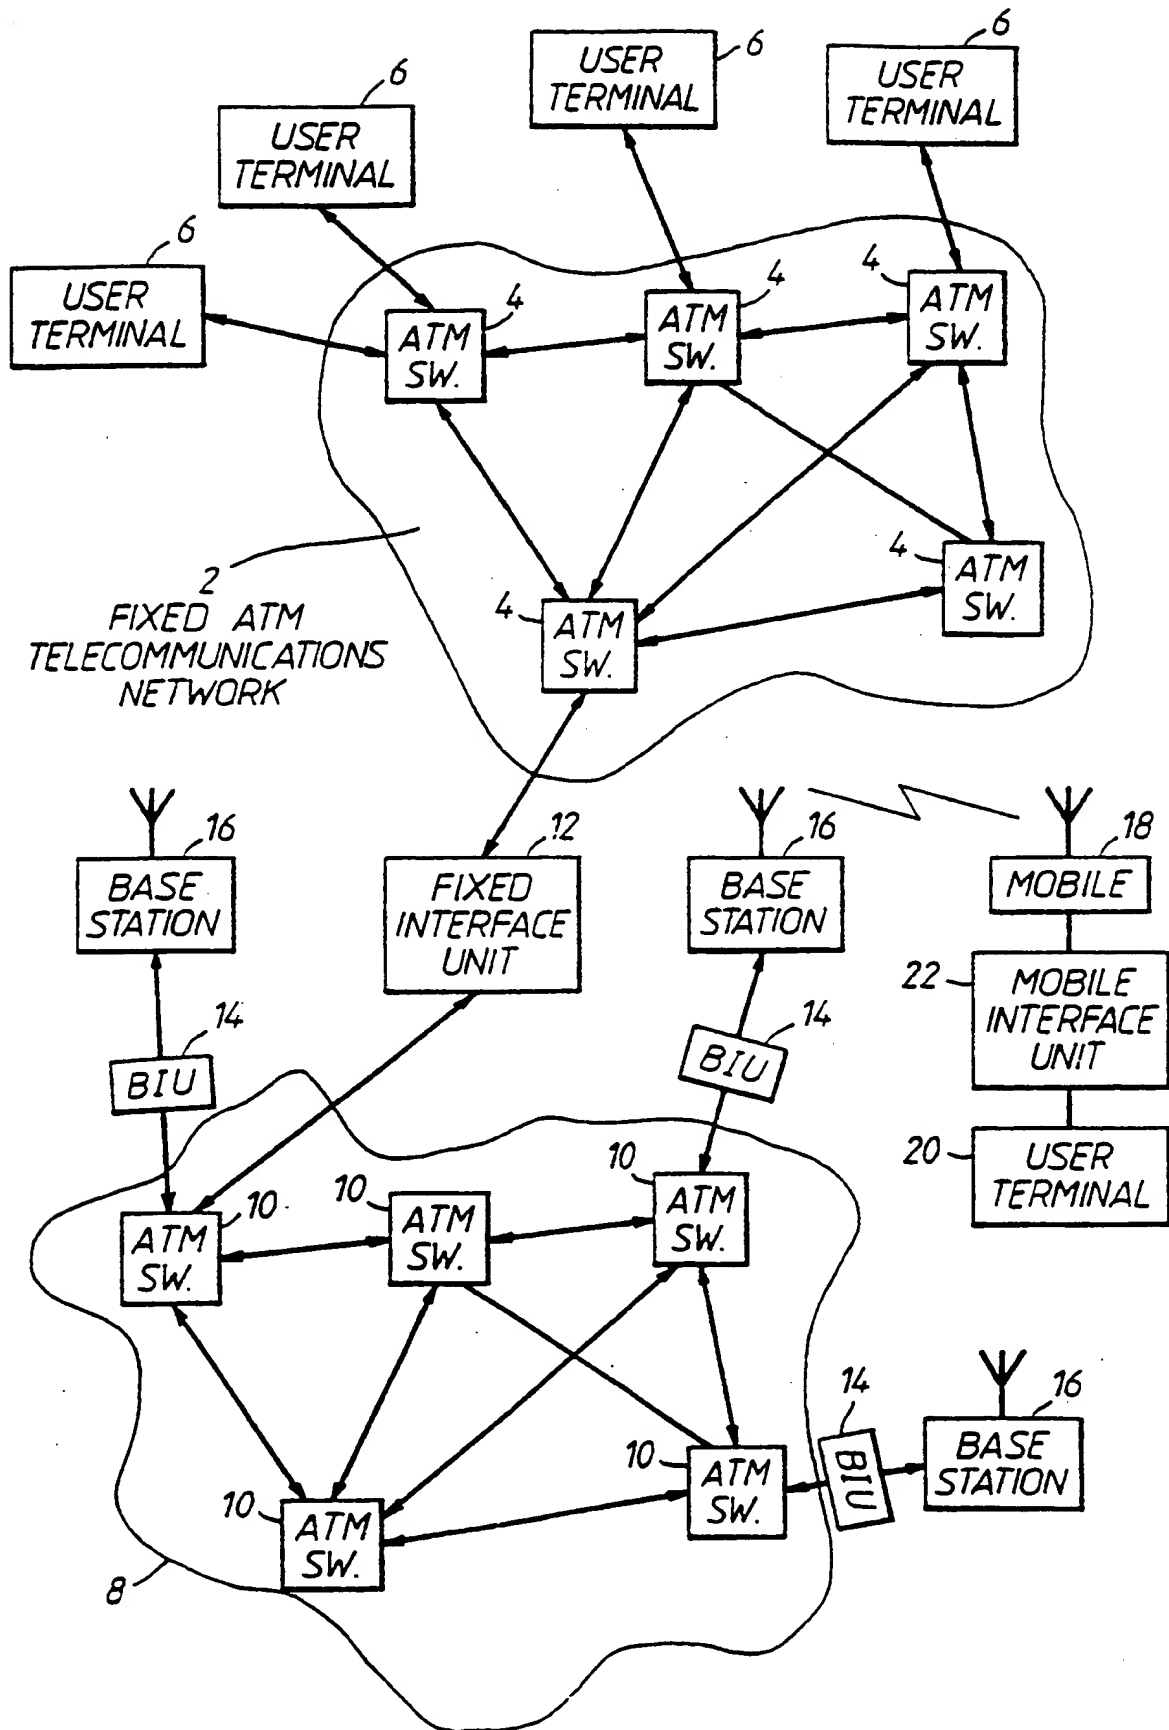 6
USER
TERMINAL
6
USER
TERMINAL
6
USER
TERMINAL
6
USER
TERMINAL
4
ATM
SW.
4
ATM
SW.
4
ATM
SW.
4
ATM
SW.
4
ATM
SW.
2
FIXED ATM
TELECOMMUNICATIONS
NETWORK
16
BASE
STATION
12
FIXED
INTERFACE
UNIT
16
BASE
STATION
18
MOBILE
22
MOBILE
INTERFACE
UNIT
14
BIU
14
BIU
20
USER
TERMINAL
10
ATM
SW.
10
ATM
SW.
10
ATM
SW.
10
ATM
SW.
10
ATM
SW.
14
BIU
16
BASE
STATION
8